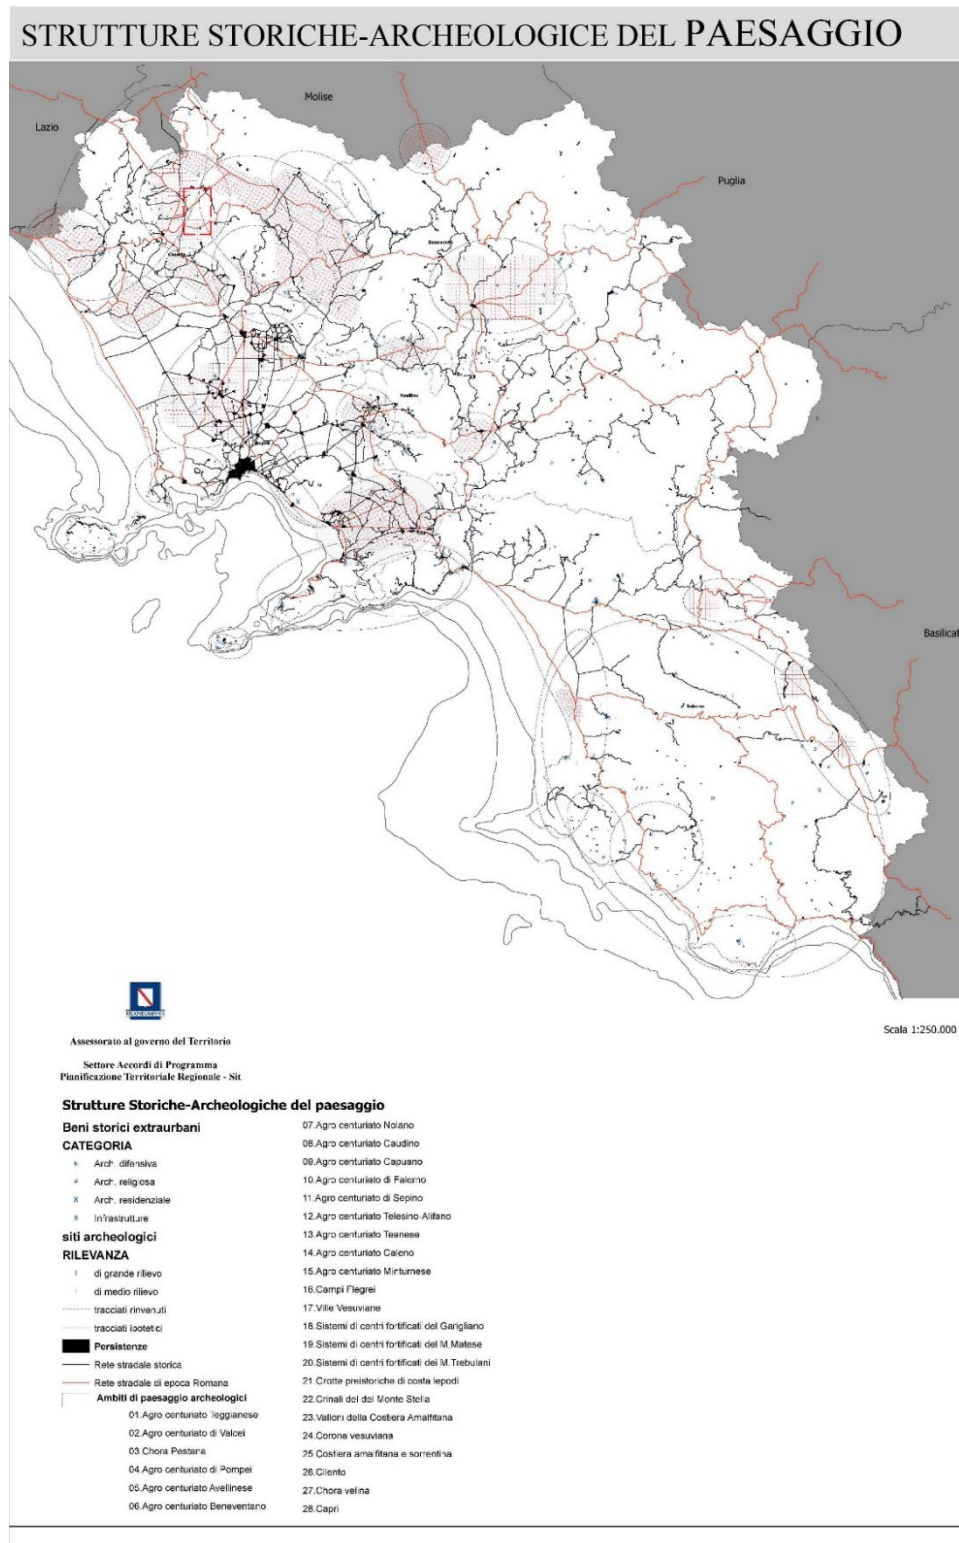 STRUTTURE STORICHE-ARCHEOLOGICE DEL PAESAGGIO
Molise
Lazio
Puglia
Benevento
Caserta
Avellino
Napoli
Basilicat
Salerno
Scala 1:250.000
Assessorato al governo del Territorio
Settore Accordi di Programma
Pianificazione Territoriale Regionale - Sit
Strutture Storiche-Archeologiche del paesaggio
Beni storici extraurbani
CATEGORIA
Arch. difensiva
Arch. religiosa
Arch. residenziale
Infrastrutture
siti archeologici
RILEVANZA
di grande rilievo
di medio rilievo
tracciati rinvenuti
tracciati ipotetici
Persistenze
Rete stradale storica
Rete stradale di epoca Romana
Ambiti di paesaggio archeologici
01.Agro centuriato Teggianese
02.Agro centuriato di Valcei
03.Chora Pestana
04.Agro centuriato di Pompei
05.Agro centuriato Avellinese
06.Agro centuriato Beneventano
07.Agro centuriato Nolano
08.Agro centuriato Caudino
09.Agro centuriato Capuano
10.Agro centuriato di Falerno
11.Agro centuriato di Sepino
12.Agro centuriato Telesino-Alifano
13.Agro centuriato Teanese
14.Agro centuriato Caleno
15.Agro centuriato Minturnese
16.Campi Flegrei
17.Ville Vesuviane
18.Sistemi di centri fortificati del Garigliano
19.Sistemi di centri fortificati del M.Matese
20.Sistemi di centri fortificati dei M.Trebulani
21.Grotte preistoriche di costa lepodi
22.Crinali del del Monte Stella
23.Valloni della Costiera Amalfitana
24.Corona vesuviana
25.Costiera amalfitana e sorrentina
26.Cilento
27.Chora velina
28.Capri